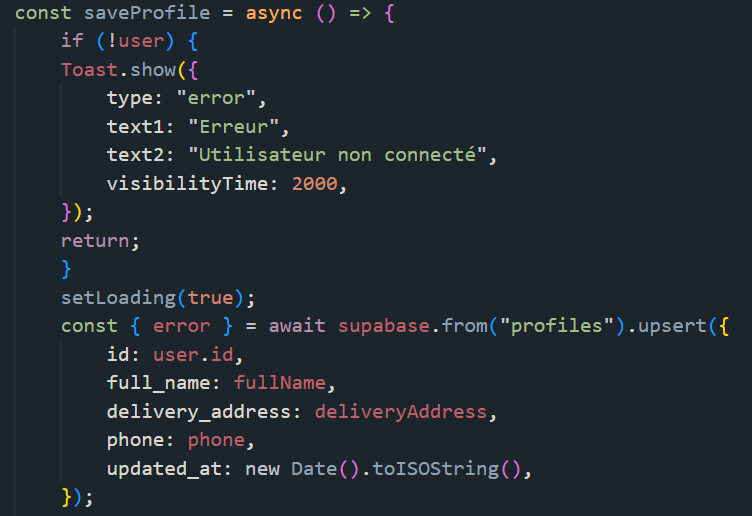 const saveProfile = async () => {
    if (!user) {
    Toast.show({
        type: "error",
        text1: "Erreur",
        text2: "Utilisateur non connecté",
        visibilityTime: 2000,
    });
    return;
    }
    setLoading(true);
    const { error } = await supabase.from("profiles").upsert({
        id: user.id,
        full_name: fullName,
        delivery_address: deliveryAddress,
        phone: phone,
        updated_at: new Date().toISOString(),
    });